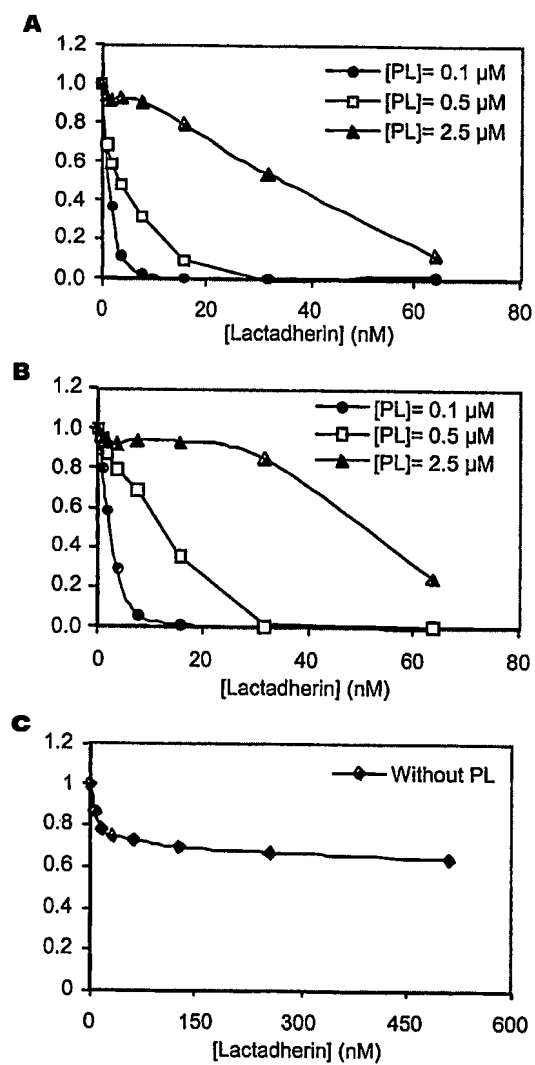 A
1.2
1.0
0.8
0.6
0.4
0.2
0.0
[PL]= 0.1 µM
[PL]= 0.5 µM
[PL]= 2.5 µM
0 20 40 60 80
[Lactadherin] (nM)
B
1.2
1.0
0.8
0.6
0.4
0.2
0.0
[PL]= 0.1 µM
[PL]= 0.5 µM
[PL]= 2.5 µM
0 20 40 60 80
[Lactadherin] (nM)
C
1.2
1
0.8
0.6
0.4
0.2
0
Without PL
0 150 300 450 600
[Lactadherin] (nM)